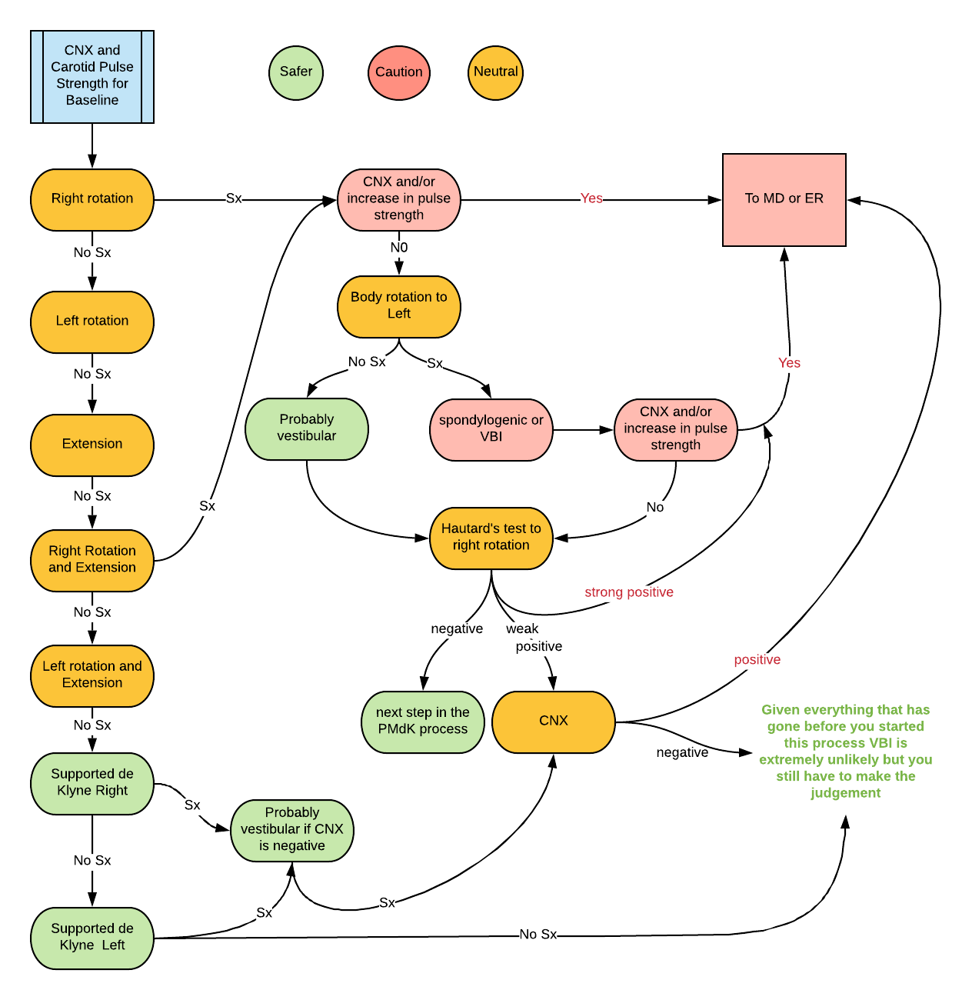 CNX and
Carotid Pulse
Strength for
Baseline
Safer
Caution
Neutral
Right rotation
Sx
CNX and/or
increase in pulse
strength
Yes
To MD or ER
No Sx
N0
Left rotation
Body rotation to
Left
No Sx
No Sx
Sx
Yes
Extension
Probably
vestibular
spondylogenic or
VBI
CNX and/or
increase in pulse
strength
No Sx
Sx
No
Right Rotation
and Extension
Hautard's test to
right rotation
strong positive
No Sx
negative
weak
positive
positive
Left rotation and
Extension
No Sx
next step in the
PMdK process
CNX
negative
Given everything that has
gone before you started
this process VBI is
extremely unlikely but you
still have to make the
judgement
Supported de
Klyne Right
Sx
Probably
vestibular if CNX
is negative
No Sx
Sx
Sx
Supported de
Klyne  Left
No Sx